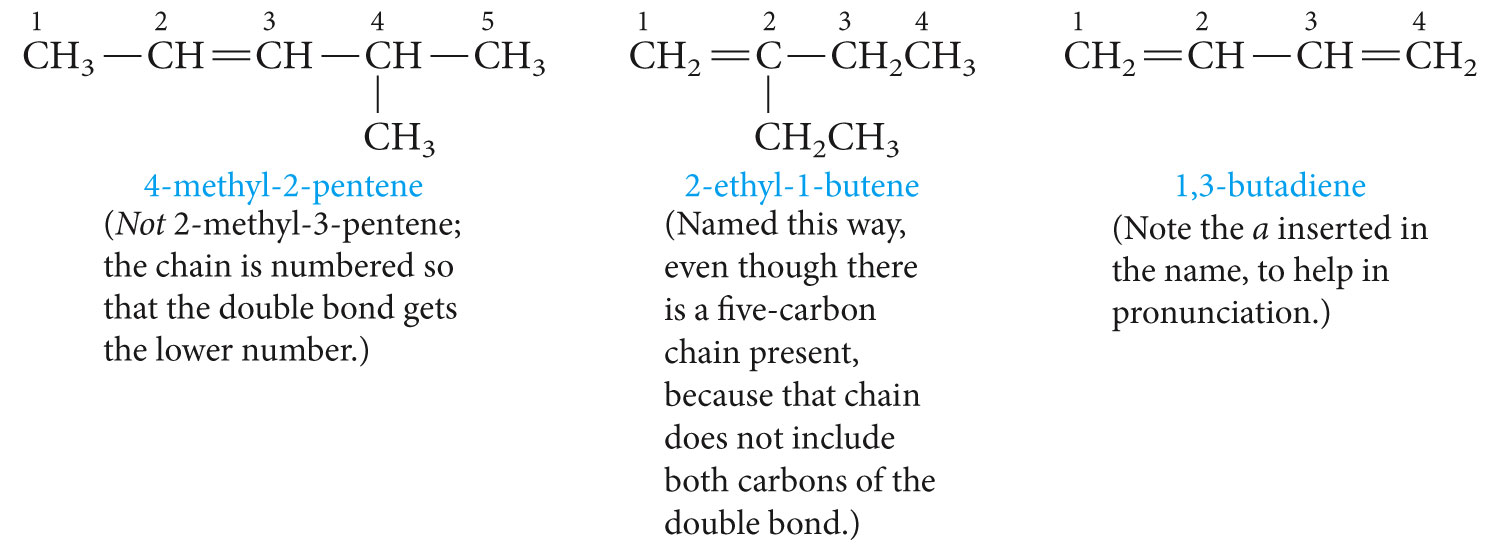 1 2 3 4 5
CH₃—CH=CH—CH—CH₃
|
CH₃
4-methyl-2-pentene
(Not 2-methyl-3-pentene;
the chain is numbered so
that the double bond gets
the lower number.)
1 2 3 4
CH₂=C—CH₂CH₃
|
CH₂CH₃
2-ethyl-1-butene
(Named this way,
even though there
is a five-carbon
chain present,
because that chain
does not include
both carbons of the
double bond.)
1 2 3 4
CH₂=CH—CH=CH₂
1,3-butadiene
(Note the a inserted in
the name, to help in
pronunciation.)